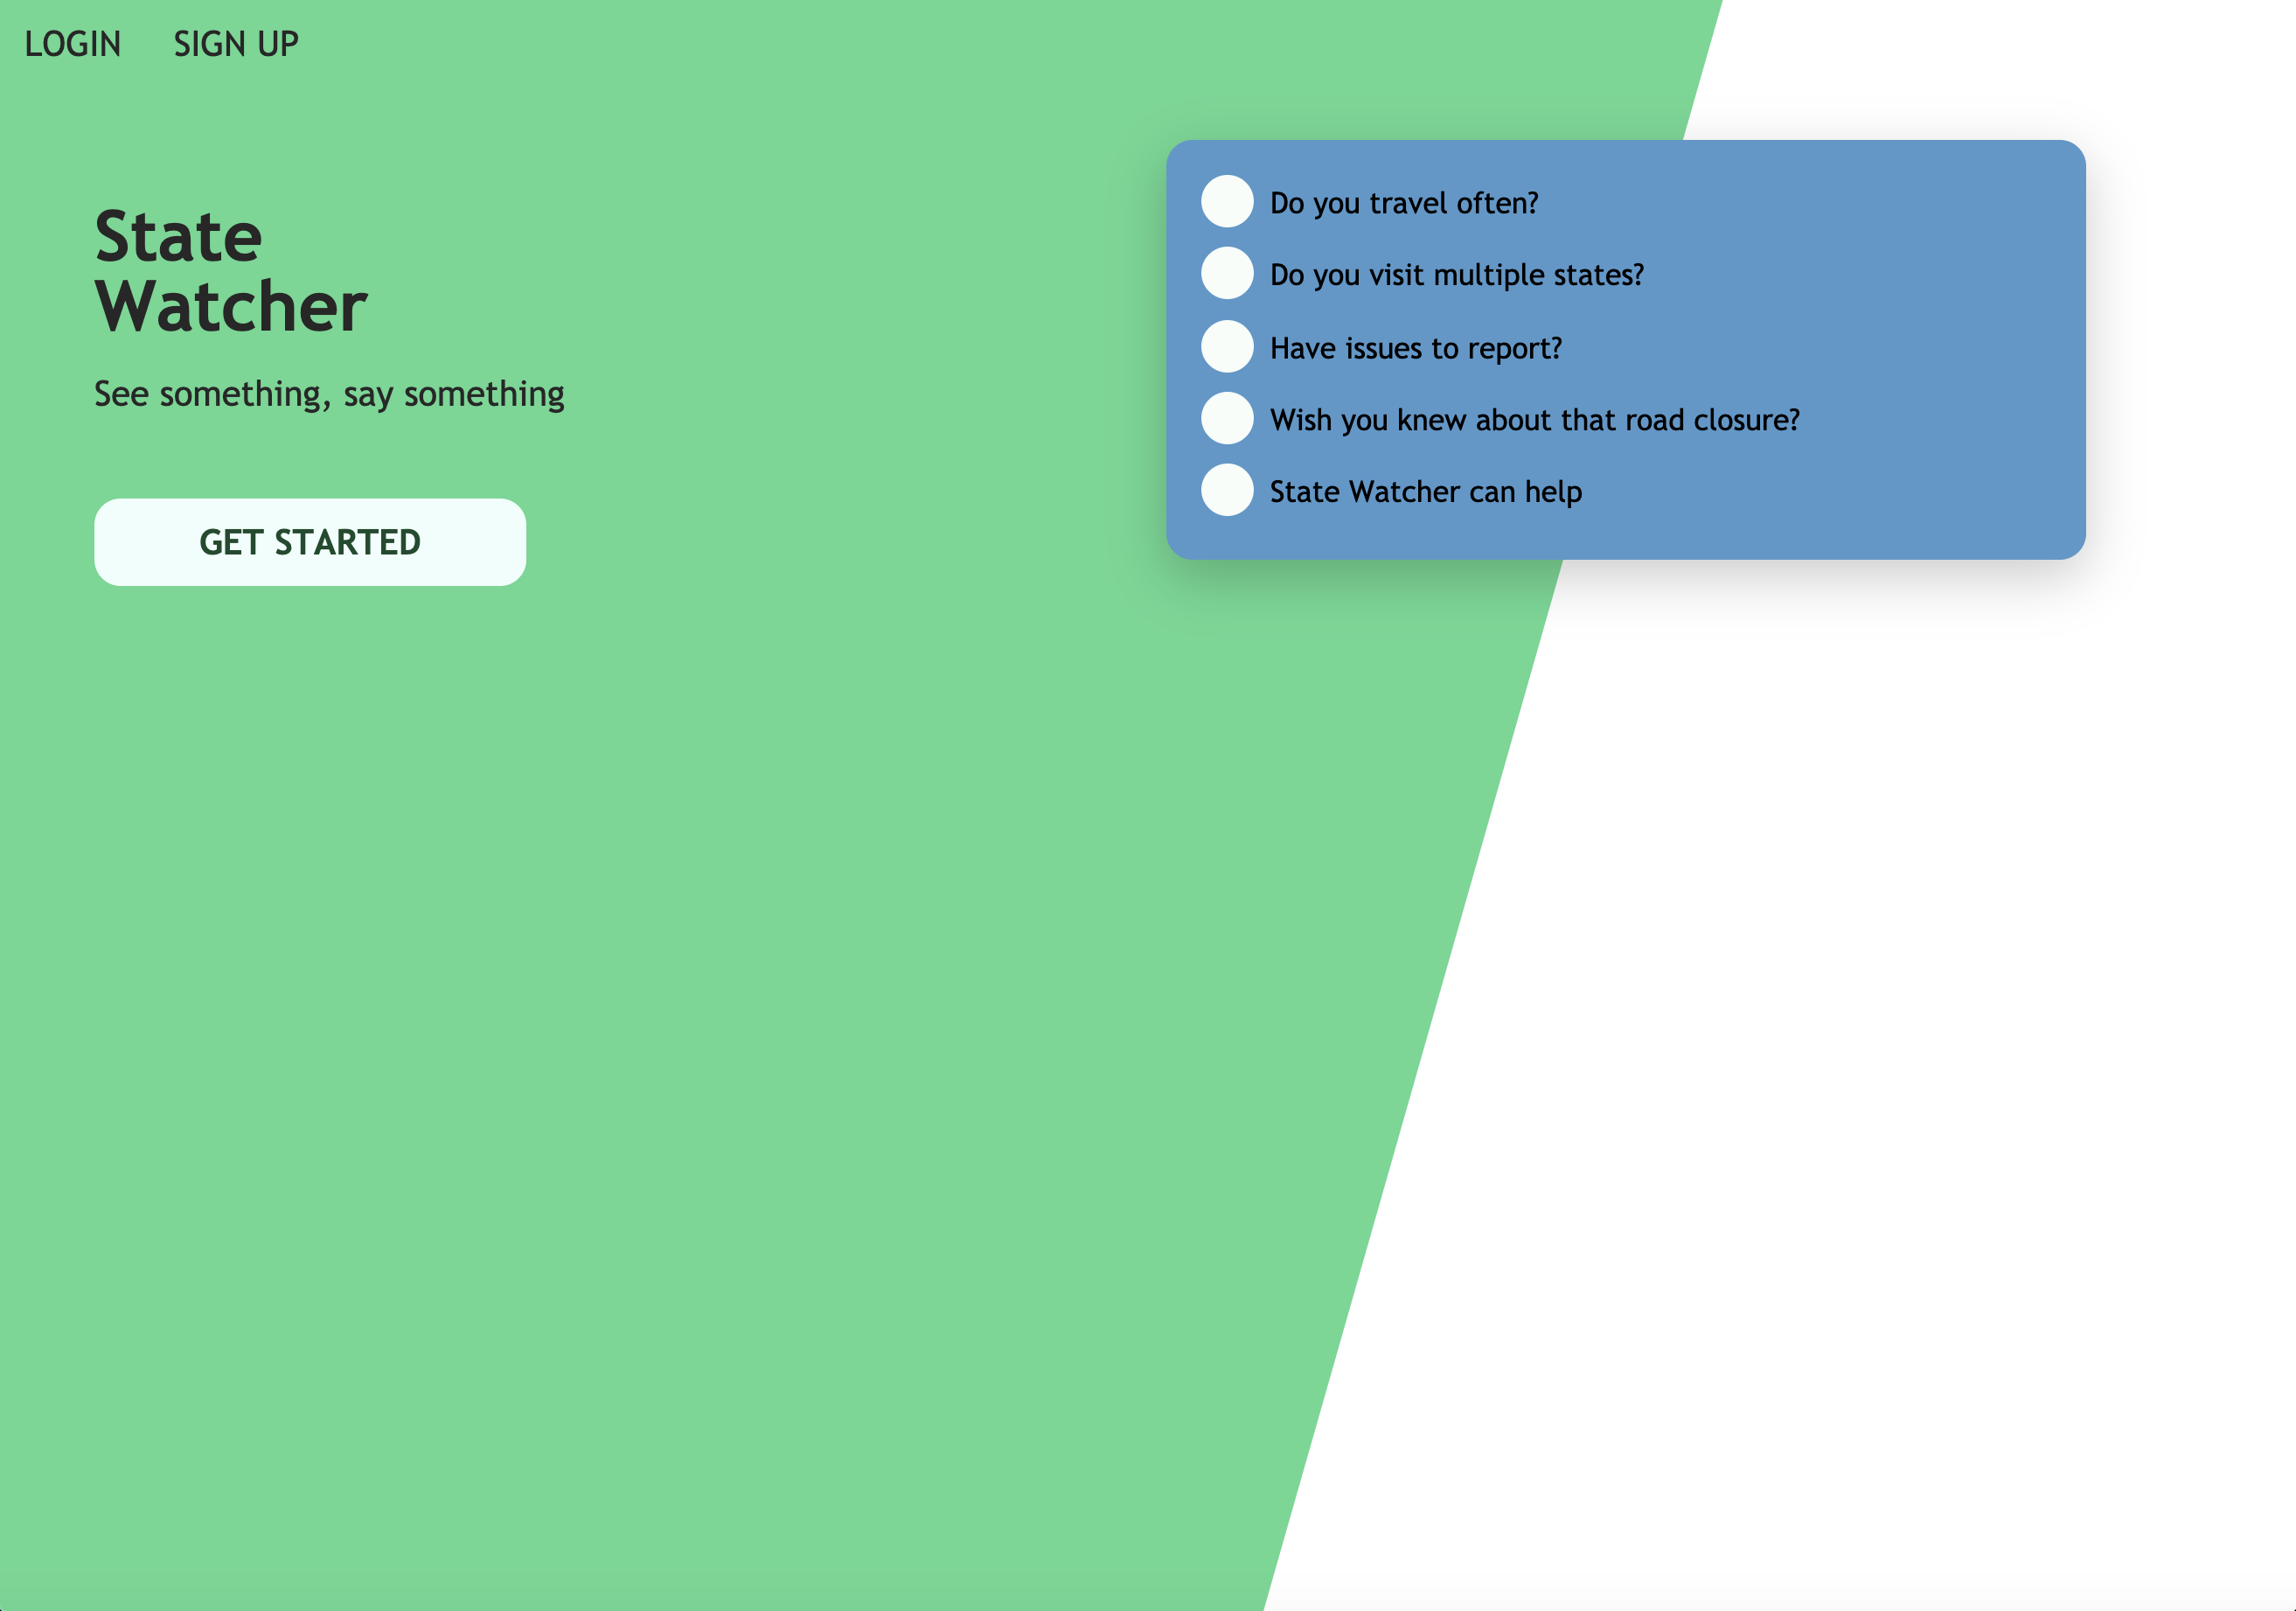 LOGIN SIGN UP
State
Watcher
See something, say something
GET STARTED
Do you travel often?
Do you visit multiple states?
Have issues to report?
Wish you knew about that road closure?
State Watcher can help